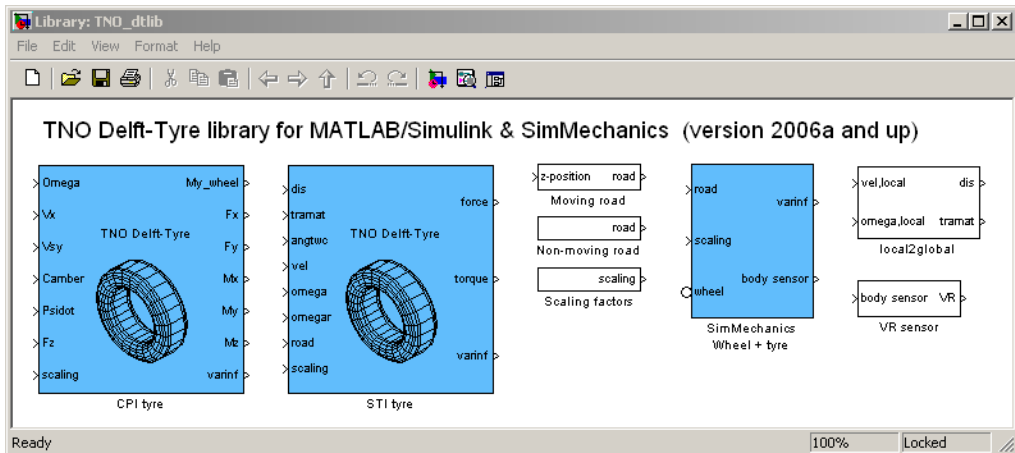 Library: TNO_dtlib
File Edit View Format Help
TNO Delft-Tyre library for MATLAB/Simulink & SimMechanics (version 2006a and up)
Omega My_wheel
Vx Fx
TNO Delft-Tyre
Vsy Fy
Camber Mx
Psidot My
Fz Mz
scaling varinf
CPI tyre
dis
force
tramat
TNO Delft-Tyre
angtwc
vel
torque
omega
omegar
road
varinf
scaling
STI tyre
z-position road
Moving road
road
Non-moving road
scaling
Scaling factors
road
varinf
scaling
body sensor
wheel
SimMechanics
Wheel + tyre
vel,local dis
omega,local tramat
local2global
body sensor VR
VR sensor
Ready 100% Locked